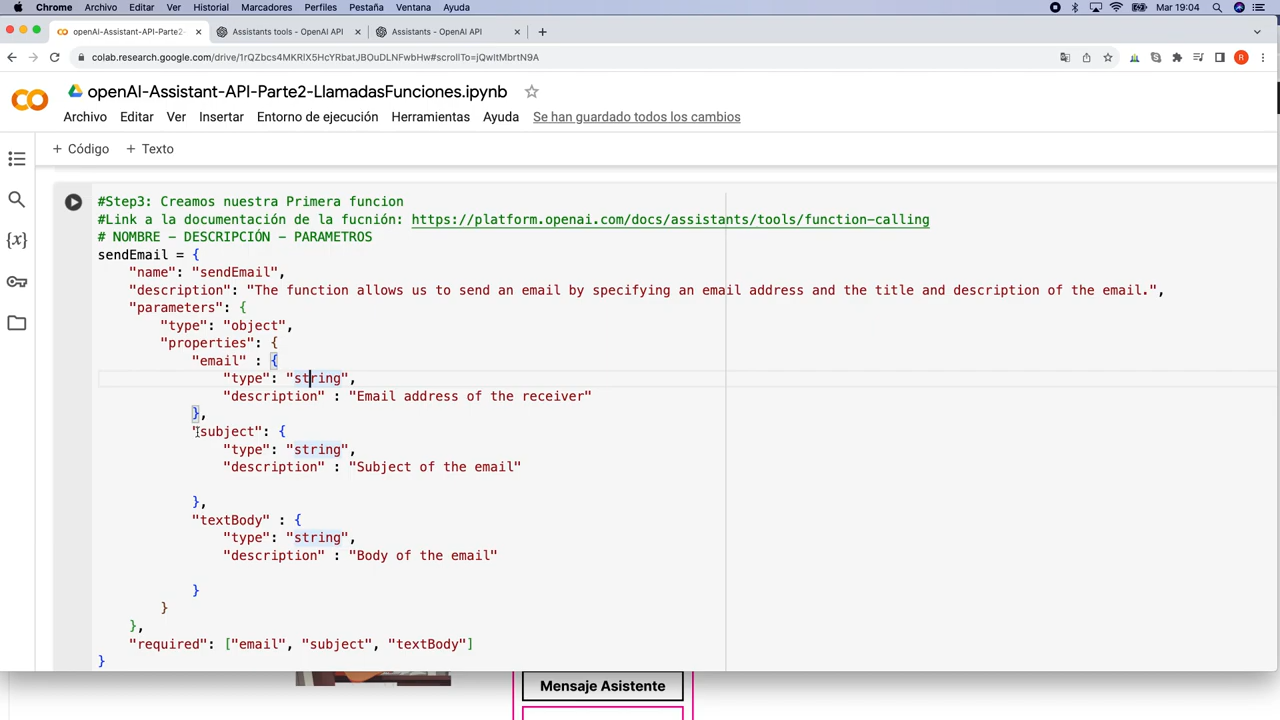 Chrome Archivo Editar Ver Historial Marcadores Perfiles Pestaña Ventana Ayuda Mar 19:04
openAI-Assistant-API-Parte2- Assistants tools - OpenAI API Assistants - OpenAI API
colab.research.google.com/drive/1rQZbcs4MKRIX5HcYRbatJBOuDLNFwbHw#scrollTo=jQwItMbrtN9A
R
openAI-Assistant-API-Parte2-LlamadasFunciones.ipynb
Archivo Editar Ver Insertar Entorno de ejecución Herramientas Ayuda Se han guardado todos los cambios
+ Código + Texto
#Step3: Creamos nuestra Primera funcion
#Link a la documentación de la fucnión: https://platform.openai.com/docs/assistants/tools/function-calling
# NOMBRE - DESCRIPCIÓN - PARAMETROS
sendEmail = {
"name": "sendEmail",
"description": "The function allows us to send an email by specifying an email address and the title and description of the email.",
"parameters": {
"type": "object",
"properties": {
"email" : {
"type": "string",
"description" : "Email address of the receiver"
},
"subject": {
"type": "string",
"description" : "Subject of the email"
},
"textBody" : {
"type": "string",
"description" : "Body of the email"
}
}
},
"required": ["email", "subject", "textBody"]
}
Mensaje Asistente